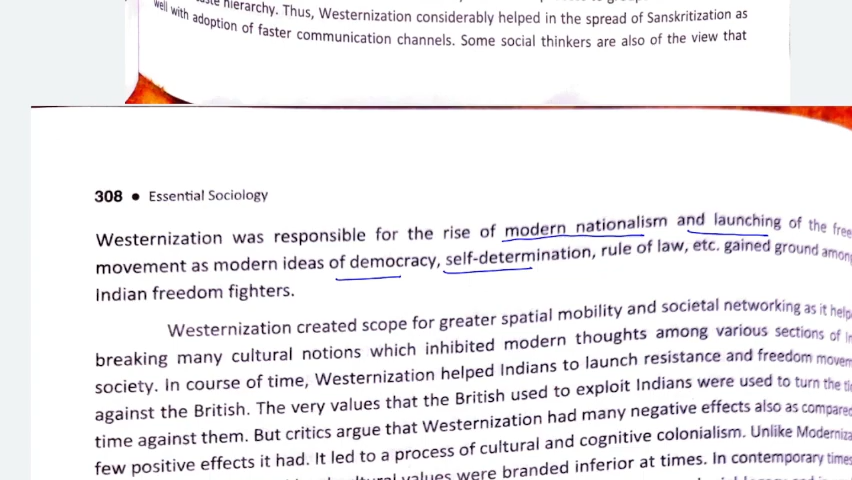 hierarchy. Thus, Westernization considerably helped in the spread of Sanskritization as
well with adoption of faster communication channels. Some social thinkers are also of the view that
308 • Essential Sociology
Westernization was responsible for the rise of modern nationalism and launching of the free
movement as modern ideas of democracy, self-determination, rule of law, etc. gained ground among
Indian freedom fighters.
Westernization created scope for greater spatial mobility and societal networking as it help
breaking many cultural notions which inhibited modern thoughts among various sections of
society. In course of time, Westernization helped Indians to launch resistance and freedom movem
against the British. The very values that the British used to exploit Indians were used to turn the
time against them. But critics argue that Westernization had many negative effects also as compared
few positive effects it had. It led to a process of cultural and cognitive colonialism. Unlike Moderniza
values were branded inferior at times. In contemporary times